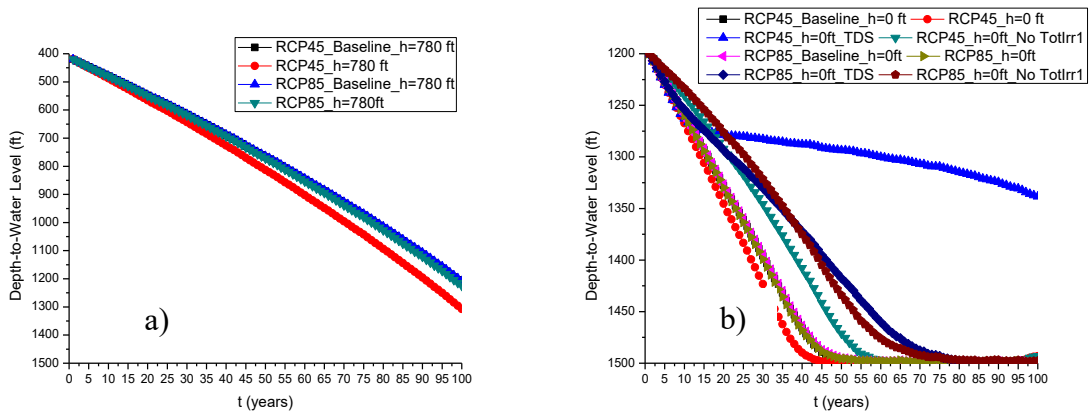 RCP45_Baseline_h=780 ft
RCP45_h=780 ft
RCP85_Baseline_h=780 ft
RCP85_h=780ft
400
500
600
700
800
900
1000
1100
1200
1300
1400
1500
Depth-to-Water Level (ft)
a)
0 5 10 15 20 25 30 35 40 45 50 55 60 65 70 75 80 85 90 95 100
t (years)
RCP45_Baseline_h=0 ft RCP45_h=0 ft
RCP45_h=0ft_TDS RCP45_h=0ft_No TotIrr1
RCP85_Baseline_h=0ft RCP85_h=0ft
RCP85_h=0ft_TDS RCP85_h=0ft_No TotIrr1
1200
1250
1300
1350
1400
1450
1500
Depth-to-Water Level (ft)
b)
0 5 10 15 20 25 30 35 40 45 50 55 60 65 70 75 80 85 90 95 100
t (years)